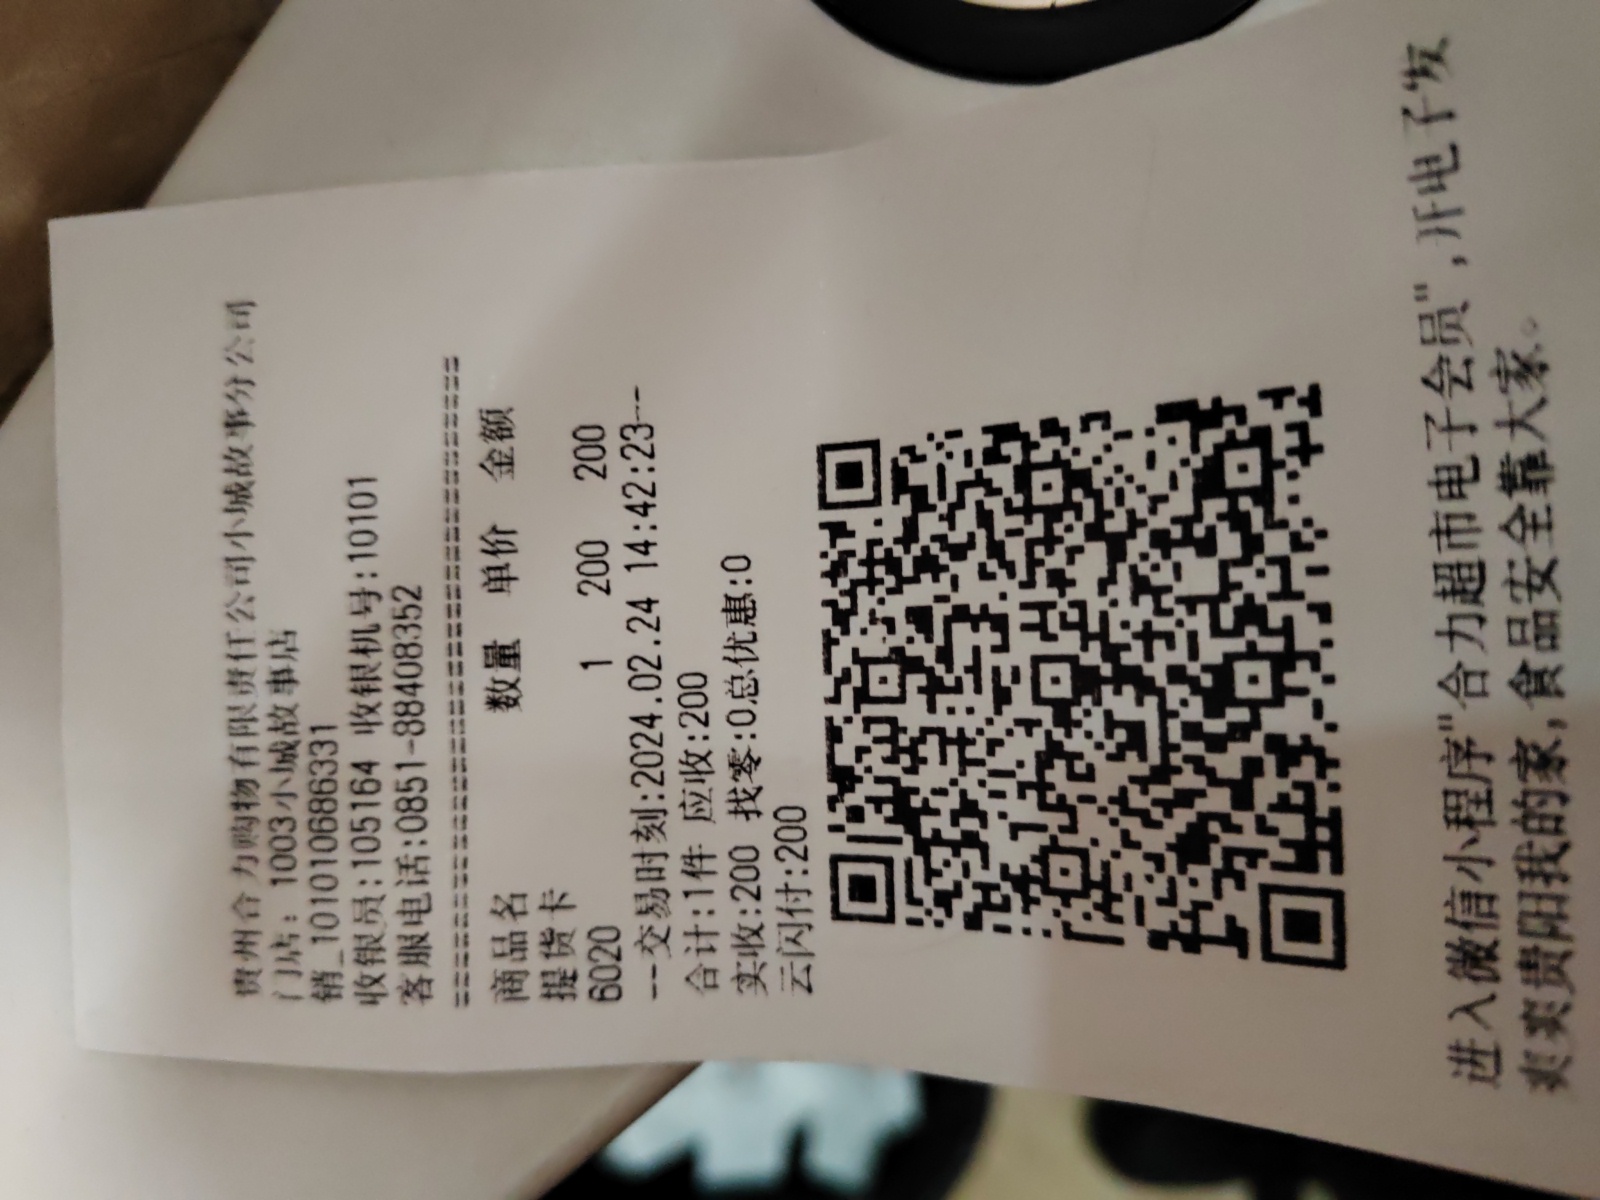 贵州合力购物有限责任公司小城故事分公司
门店: 1003小城故事店
销_1010101068​6331
收银员:105164 收银机号:10101
客服电话:0851-88408352
================================
商品名 数量 单价 金额
提货卡
6020 1 200 200
--交易时刻:2024.02.24 14:42:23--
合计:1件 应收:200
实收:200 找零:0总优惠:0
云闪付:200
进入微信小程序"合力超市电子会员",开电子发
爽爽贵阳我的家,食品安全靠大家。